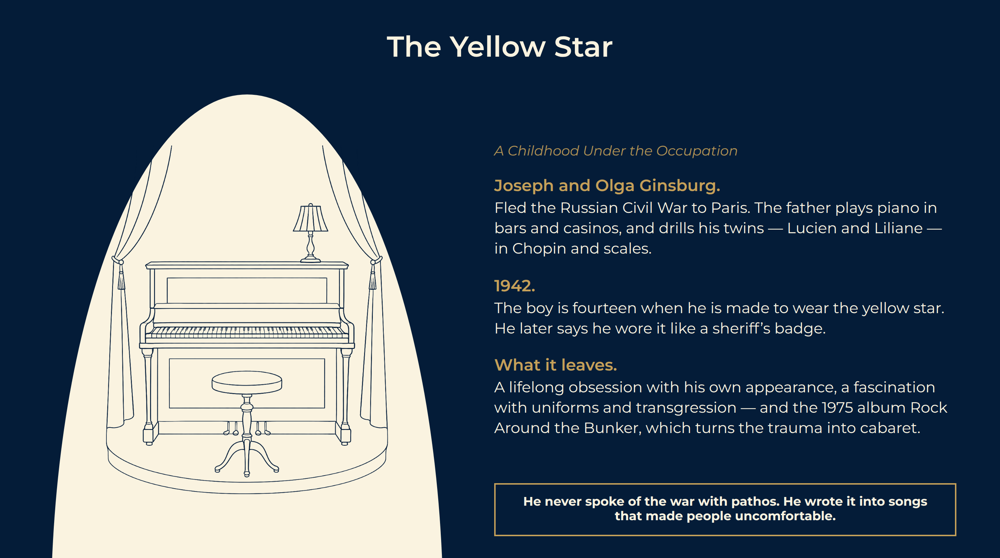 The Yellow Star
A Childhood Under the Occupation
Joseph and Olga Ginsburg.
Fled the Russian Civil War to Paris. The father plays piano in
bars and casinos, and drills his twins — Lucien and Liliane —
in Chopin and scales.
1942.
The boy is fourteen when he is made to wear the yellow star.
He later says he wore it like a sheriff’s badge.
What it leaves.
A lifelong obsession with his own appearance, a fascination
with uniforms and transgression — and the 1975 album Rock
Around the Bunker, which turns the trauma into cabaret.
He never spoke of the war with pathos. He wrote it into songs
that made people uncomfortable.